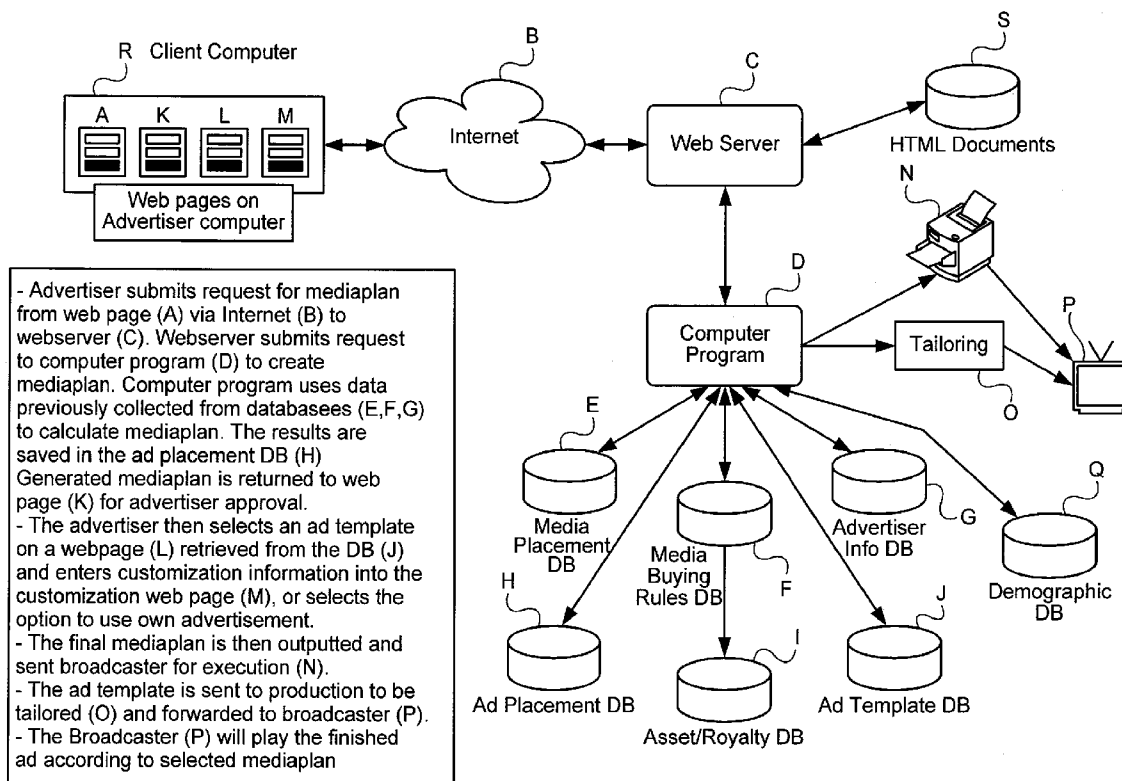 R Client Computer
B
C
S
A K L M
Internet
Web Server
HTML Documents
Web pages on
Advertiser computer
N
D
P
Computer
Program
Tailoring
O
- Advertiser submits request for mediaplan
from web page (A) via Internet (B) to
webserver (C). Webserver submits request
to computer program (D) to create
mediaplan. Computer program uses data
previously collected from databasees (E,F,G)
to calculate mediaplan. The results are
saved in the ad placement DB (H)
Generated mediaplan is returned to web
page (K) for advertiser approval.
- The advertiser then selects an ad template
on a webpage (L) retrieved from the DB (J)
and enters customization information into the
customization web page (M), or selects the
option to use own advertisement.
- The final mediaplan is then outputted and
sent broadcaster for execution (N).
- The ad template is sent to production to be
tailored (O) and forwarded to broadcaster (P).
- The Broadcaster (P) will play the finished
ad according to selected mediaplan
E
Media
Placement
DB
Media
Buying
Rules DB
F
Advertiser
Info DB
G
Q
Demographic
DB
H
Ad Placement DB
I
Asset/Royalty DB
J
Ad Template DB